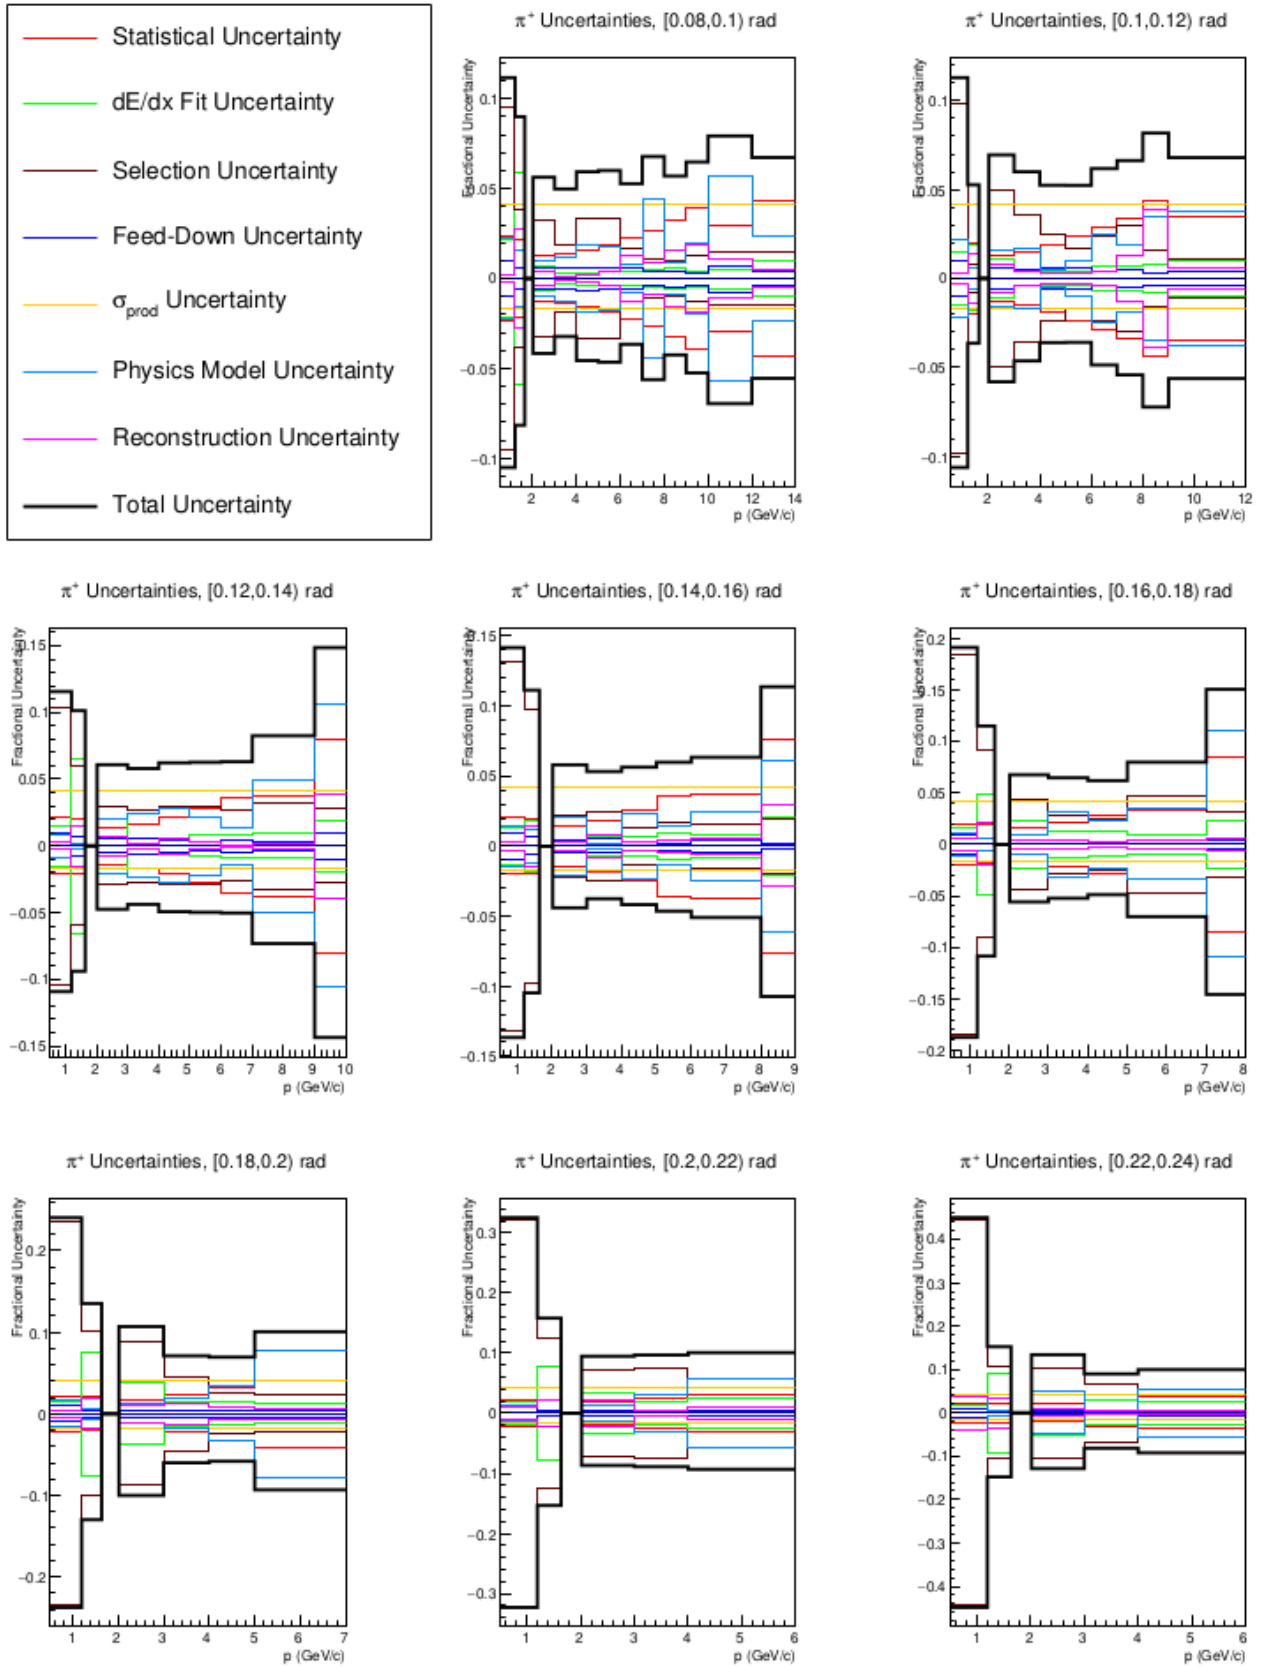 Statistical Uncertainty
dE/dx Fit Uncertainty
Selection Uncertainty
Feed-Down Uncertainty
σprod Uncertainty
Physics Model Uncertainty
Reconstruction Uncertainty
Total Uncertainty
π+ Uncertainties, [0.08,0.1) rad
Fractional Uncertainty
0.1
0.05
0
−0.05
−0.1
2 4 6 8 10 12 14
p (GeV/c)
π+ Uncertainties, [0.1,0.12) rad
Fractional Uncertainty
0.1
0.05
0
−0.05
−0.1
2 4 6 8 10 12
p (GeV/c)
π+ Uncertainties, [0.12,0.14) rad
Fractional Uncertainty
0.15
0.1
0.05
0
−0.05
−0.1
−0.15
1 2 3 4 5 6 7 8 9 10
p (GeV/c)
π+ Uncertainties, [0.14,0.16) rad
Fractional Uncertainty
0.15
0.1
0.05
0
−0.05
−0.1
−0.15
1 2 3 4 5 6 7 8 9
p (GeV/c)
π+ Uncertainties, [0.16,0.18) rad
Fractional Uncertainty
0.2
0.15
0.1
0.05
0
−0.05
−0.1
−0.15
−0.2
1 2 3 4 5 6 7 8
p (GeV/c)
π+ Uncertainties, [0.18,0.2) rad
Fractional Uncertainty
0.2
0.1
0
−0.1
−0.2
1 2 3 4 5 6 7
p (GeV/c)
π+ Uncertainties, [0.2,0.22) rad
Fractional Uncertainty
0.3
0.2
0.1
0
−0.1
−0.2
−0.3
1 2 3 4 5 6
p (GeV/c)
π+ Uncertainties, [0.22,0.24) rad
Fractional Uncertainty
0.4
0.3
0.2
0.1
0
−0.1
−0.2
−0.3
−0.4
1 2 3 4 5 6
p (GeV/c)